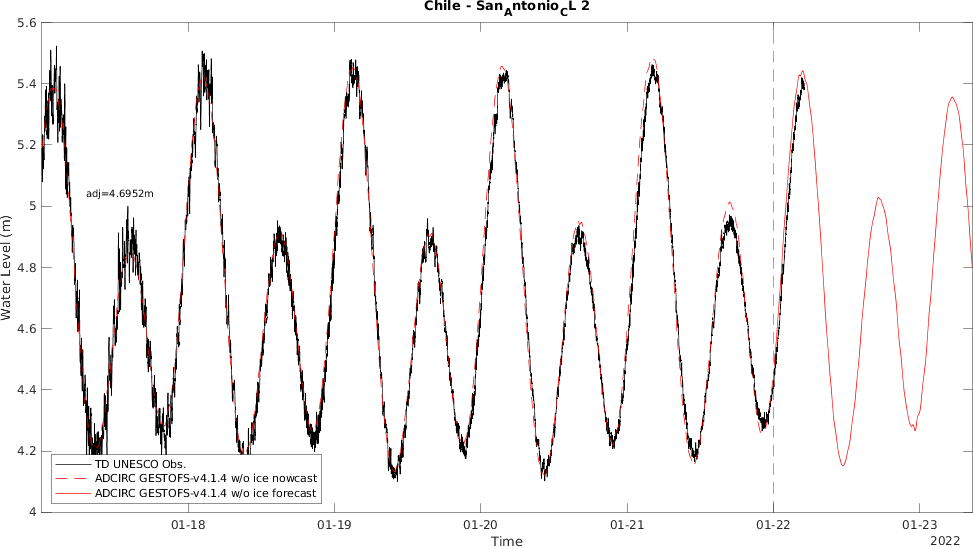 Chile - SanAntonioCL 2
5.6
5.4
5.2
5
4.8
4.6
4.4
4.2
4
Water Level (m)
adj=4.6952m
TD UNESCO Obs.
ADCIRC GESTOFS-v4.1.4 w/o ice nowcast
ADCIRC GESTOFS-v4.1.4 w/o ice forecast
01-18 01-19 01-20 01-21 01-22 01-23
Time
2022